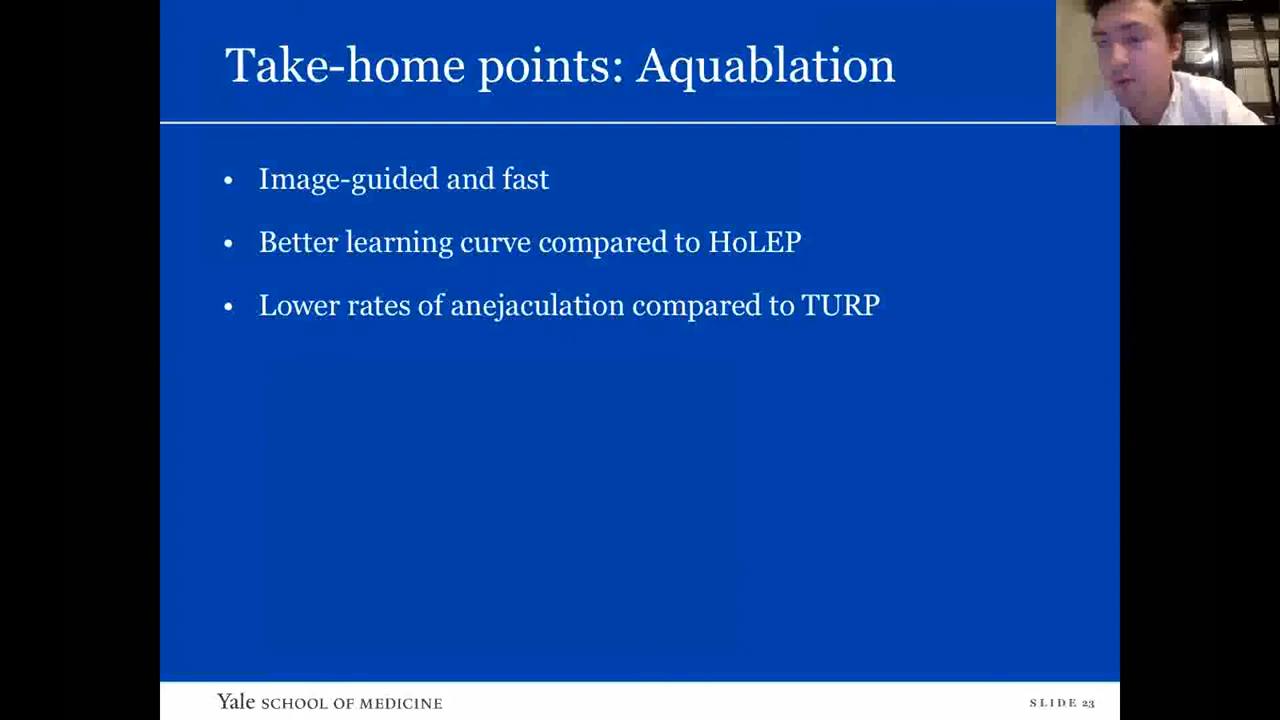 Take-home points: Aquablation
• Image-guided and fast
• Better learning curve compared to HoLEP
• Lower rates of anejaculation compared to TURP
Yale SCHOOL OF MEDICINE
SLIDE 23